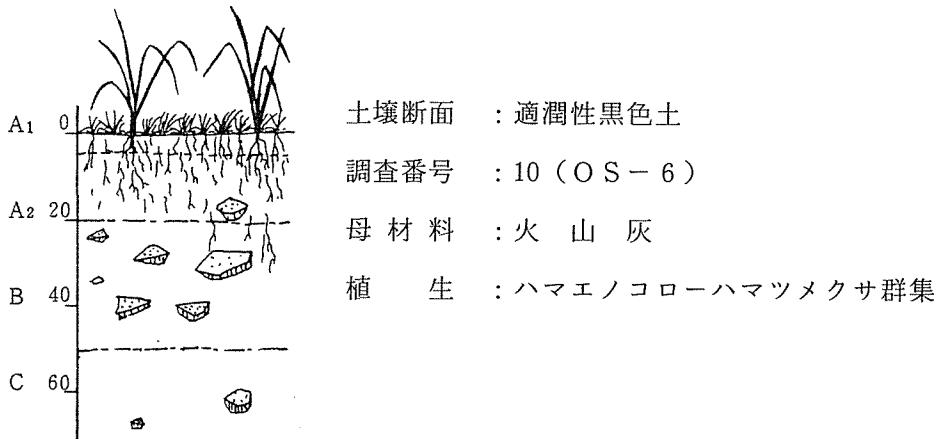 A₁ 0
A₂ 20
B 40
C 60
土壌断面 :適潤性黒色土
調査番号 :10(OS-6)
母材料 :火山灰
植生 :ハマエノコローハマツメクサ群集